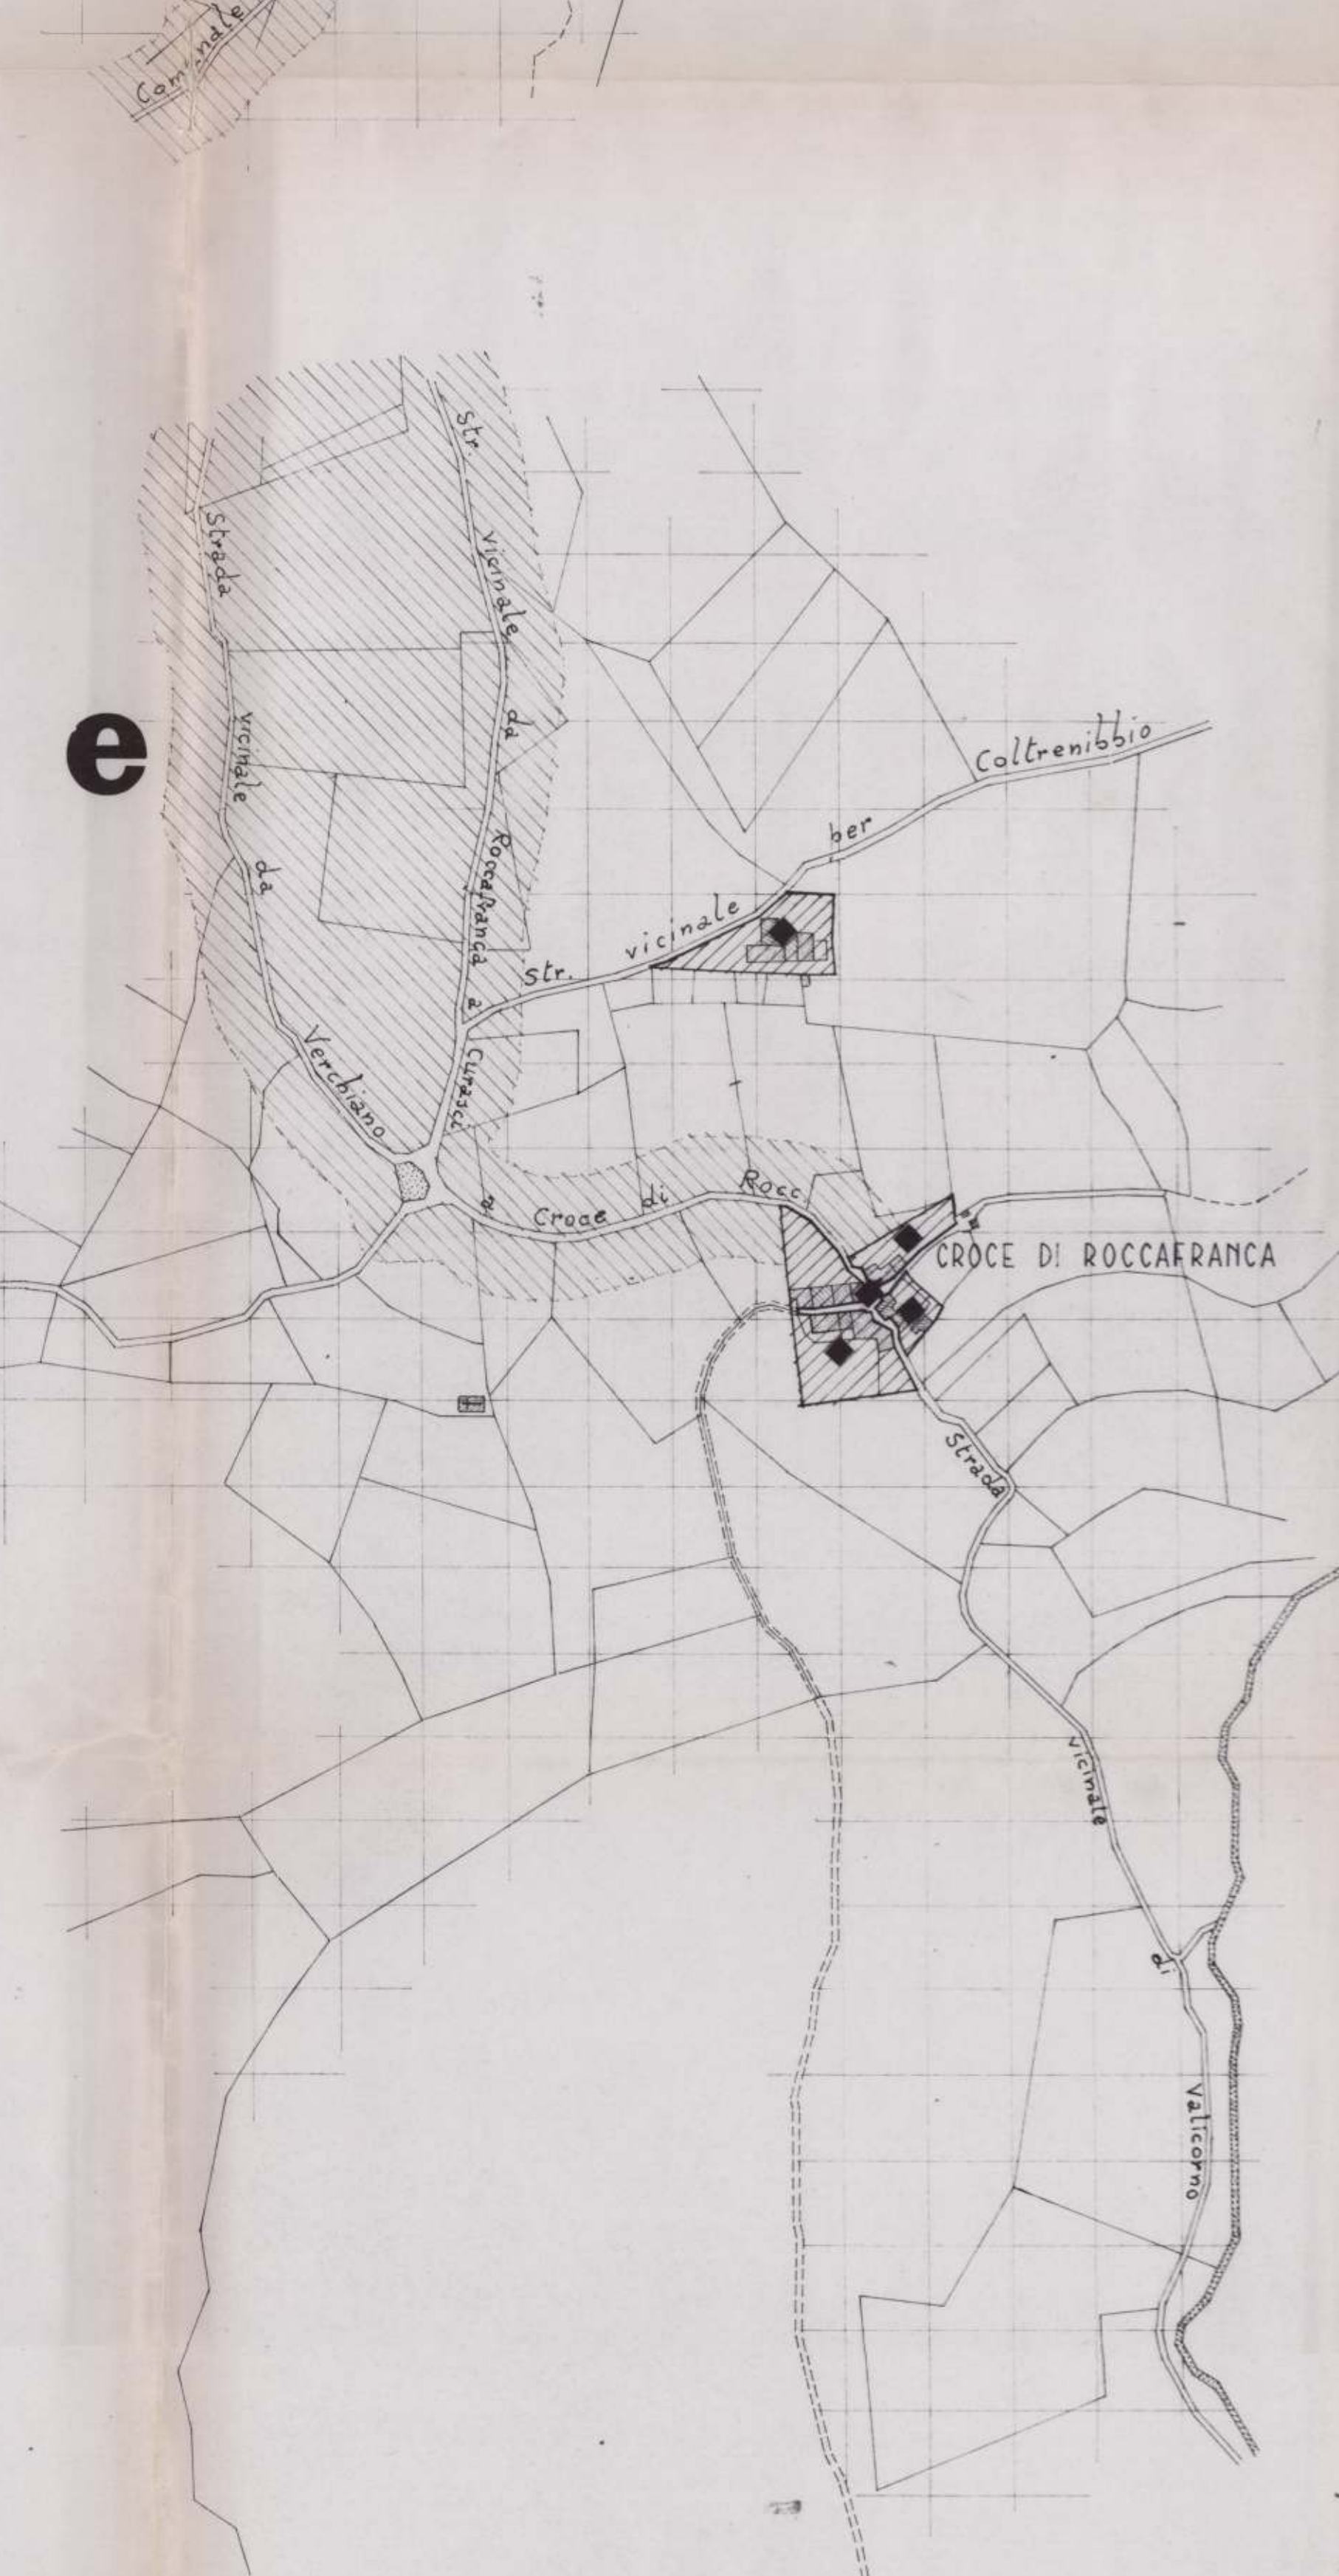 Comunale
e
Str. vicinale da Roccafranca a Curasci
Strada vicinale da Verchiano a Croce di Rocc.
Str. vicinale per Coltrenibbio
CROCE DI ROCCAFRANCA
Strada vicinale di Valicorno